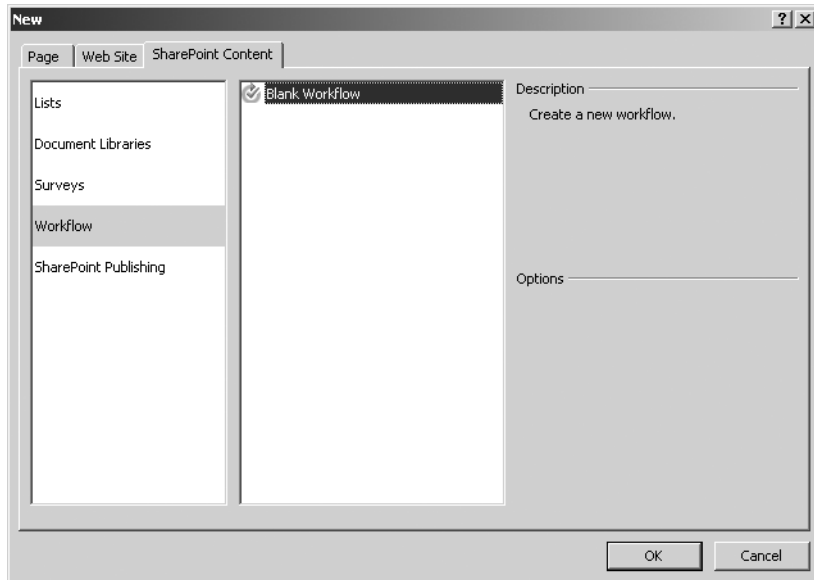 New
Page
Web Site
SharePoint Content
Lists
Document Libraries
Surveys
Workflow
SharePoint Publishing
Blank Workflow
Description
Create a new workflow.
Options
OK
Cancel